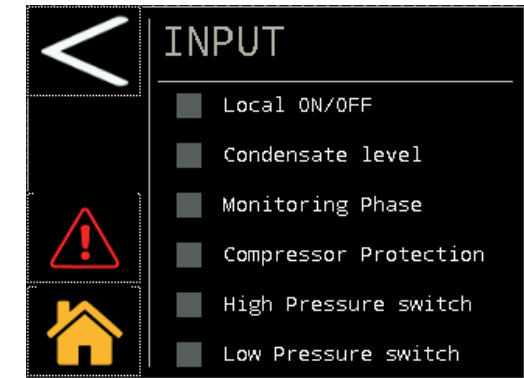 INPUT
Local ON/OFF
Condensate level
Monitoring Phase
Compressor Protection
High Pressure switch
Low Pressure switch